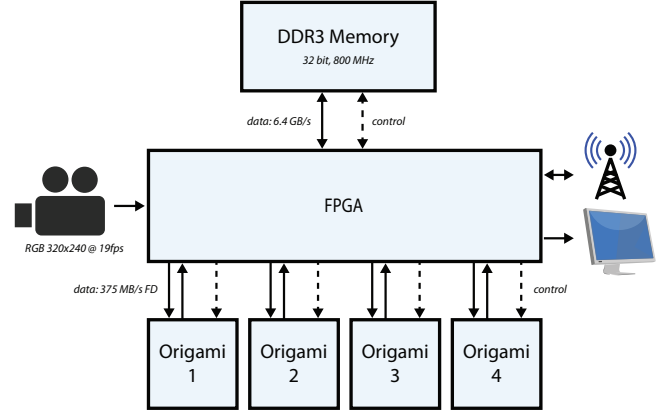 DDR3 Memory
32 bit, 800 MHz
data: 6.4 GB/s
control
FPGA
RGB 320x240 @ 19fps
data: 375 MB/s FD
control
Origami
1
Origami
2
Origami
3
Origami
4